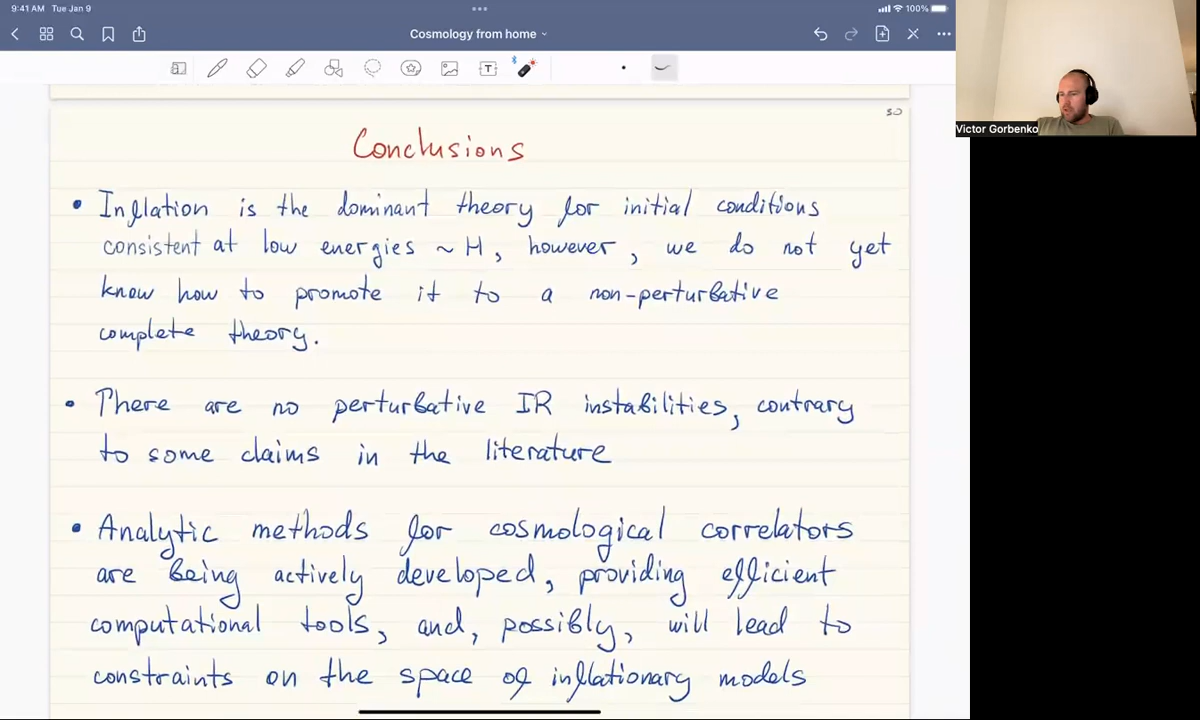 9:41 AM Tue Jan 9
100%
Cosmology from home
T
Victor Gorbenko
30
Conclusions
• Inflation is the dominant theory for initial conditions
consistent at low energies ~ H, however, we do not yet
know how to promote it to a non-perturbative
complete theory.
• There are no perturbative IR instabilities, contrary
to some claims in the literature
• Analytic methods for cosmological correlators
are being actively developed, providing efficient
computational tools, and, possibly, will lead to
constraints on the space of inflationary models